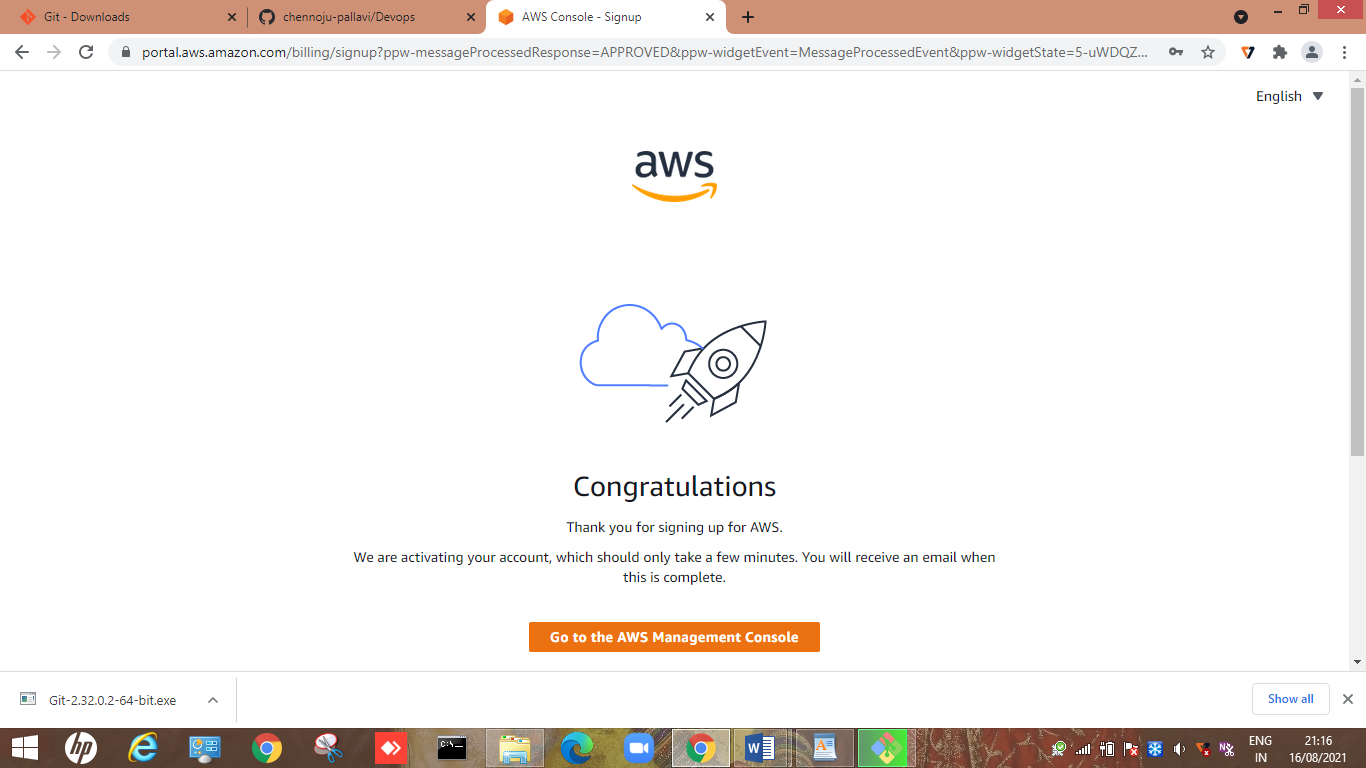 Git - Downloads
chennoju-pallavi/Devops
AWS Console - Signup
portal.aws.amazon.com/billing/signup?ppw-messageProcessedResponse=APPROVED&ppw-widgetEvent=MessageProcessedEvent&ppw-widgetState=5-uWDQZ...
English
aws
Congratulations
Thank you for signing up for AWS.
We are activating your account, which should only take a few minutes. You will receive an email when
this is complete.
Go to the AWS Management Console
Git-2.32.0.2-64-bit.exe
Show all
hp
C:\
ENG
IN
21:16
16/08/2021